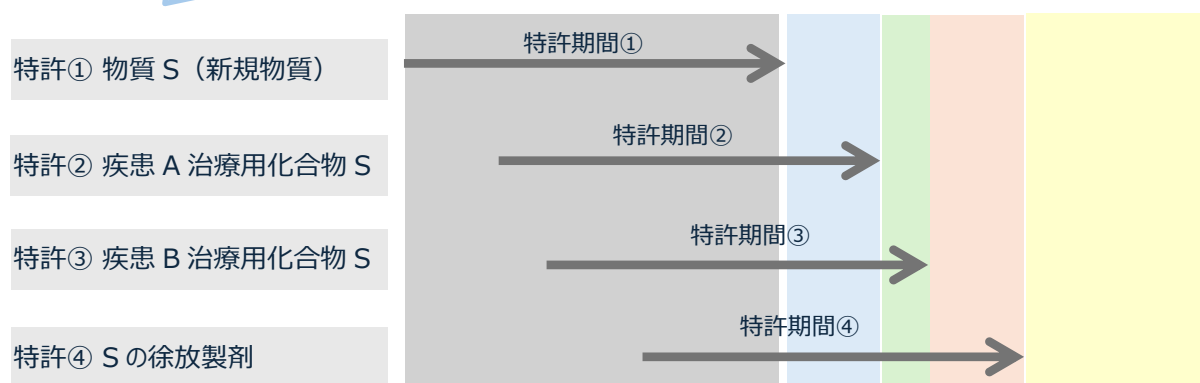 特許① 物質 S（新規物質）
特許期間①
特許② 疾患 A 治療用化合物 S
特許期間②
特許③ 疾患 B 治療用化合物 S
特許期間③
特許④ S の徐放製剤
特許期間④